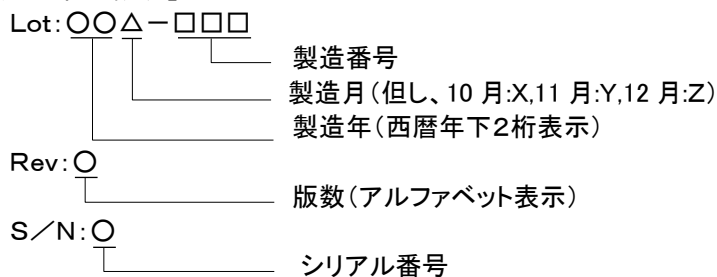 Lot:○○△－□□□
製造番号
製造月(但し、10 月:X,11 月:Y,12 月:Z)
製造年(西暦年下2桁表示)
Rev:○
版数(アルファベット表示)
S／N:○
シリアル番号